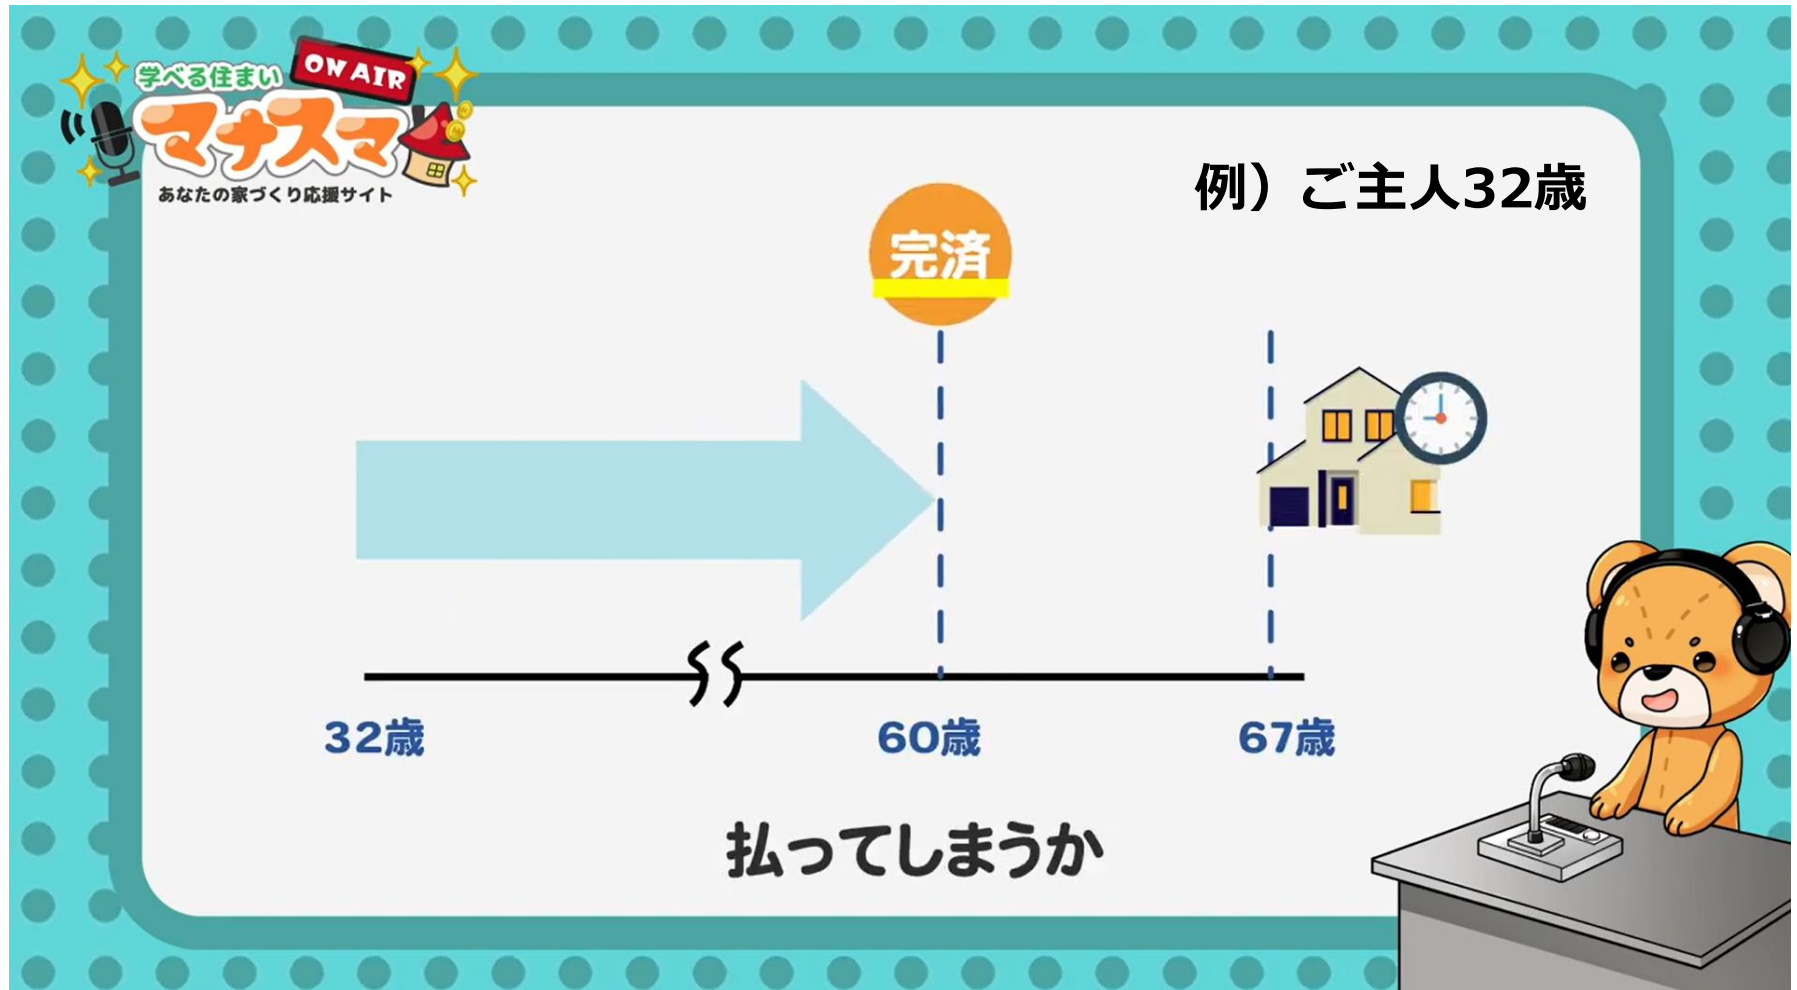 学べる住まい
ON AIR
マナスマ
あなたの家づくり応援サイト
例）ご主人32歳
完済
32歳
60歳
67歳
払ってしまうか